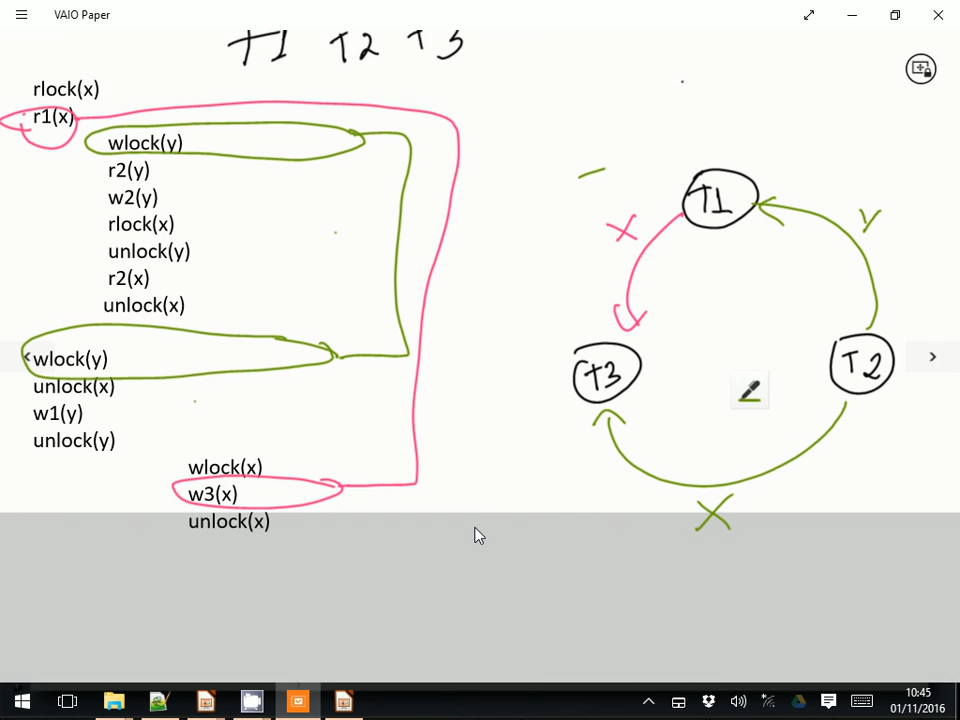 VAIO Paper
T1 T2 T3
rlock(x)
r1(x)
wlock(y)
r2(y)
w2(y)
rlock(x)
unlock(y)
r2(x)
unlock(x)
wlock(y)
unlock(x)
w1(y)
unlock(y)
wlock(x)
w3(x)
unlock(x)
T1
X
Y
T3
T2
X
10:45
01/11/2016